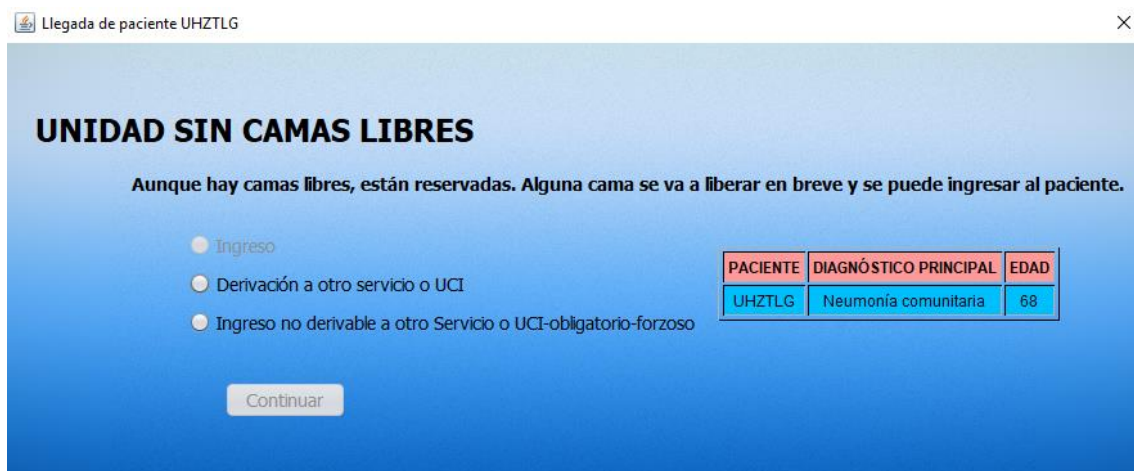 Llegada de paciente UHZTLG
UNIDAD SIN CAMAS LIBRES
Aunque hay camas libres, están reservadas. Alguna cama se va a liberar en breve y se puede ingresar al paciente.
Ingreso
Derivación a otro servicio o UCI
Ingreso no derivable a otro Servicio o UCI-obligatorio-forzoso
PACIENTE DIAGNÓSTICO PRINCIPAL EDAD
UHZTLG Neumonía comunitaria 68
Continuar